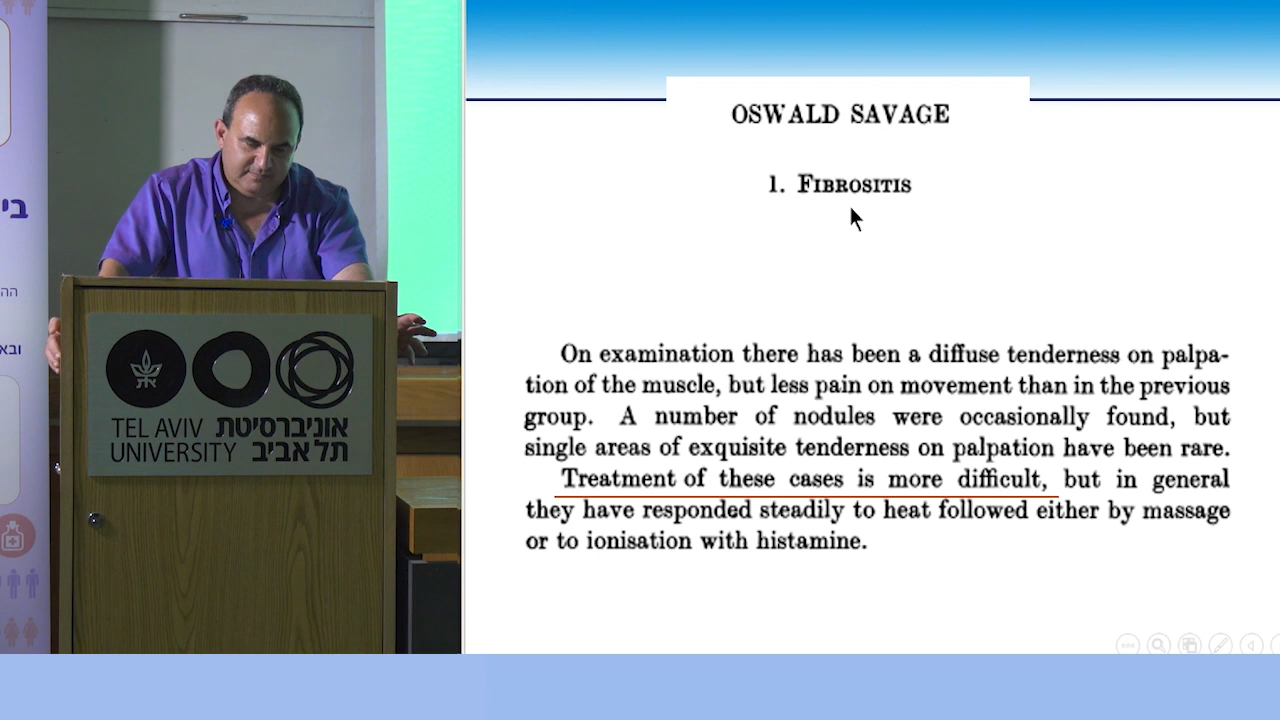 בי
הה
ובא
TEL AVIV אוניברסיטת
UNIVERSITY תל אביב
OSWALD SAVAGE
1. FIBROSITIS
On examination there has been a diffuse tenderness on palpa-
tion of the muscle, but less pain on movement than in the previous
group. A number of nodules were occasionally found, but
single areas of exquisite tenderness on palpation have been rare.
Treatment of these cases is more difficult, but in general
they have responded steadily to heat followed either by massage
or to ionisation with histamine.